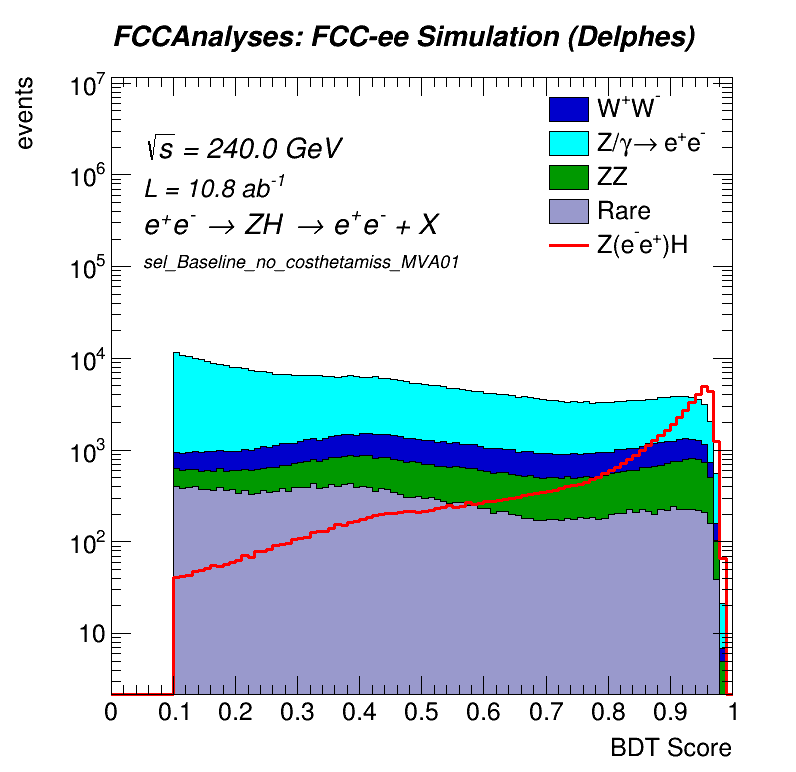 FCCAnalyses: FCC-ee Simulation (Delphes)
events
10⁷
10⁶
10⁵
10⁴
10³
10²
10
√s = 240.0 GeV
L = 10.8 ab⁻¹
e⁺e⁻ → ZH → e⁺e⁻ + X
sel_Baseline_no_costhetamiss_MVA01
W⁺W⁻
Z/γ→ e⁺e⁻
ZZ
Rare
Z(e⁻e⁺)H
0 0.1 0.2 0.3 0.4 0.5 0.6 0.7 0.8 0.9 1
BDT Score